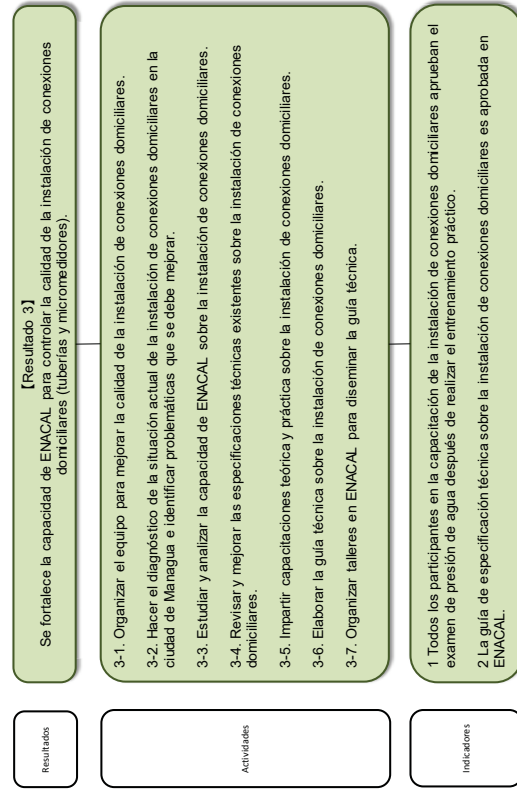 Resultados
【Resultado 3】
Se fortalece la capacidad de ENACAL para controlar la calidad de la instalación de conexiones
domiciliares (tuberías y micromedidores).
Actividades
3-1. Organizar el equipo para mejorar la calidad de la instalación de conexiones domiciliares.
3-2. Hacer el diagnóstico de la situación actual de la instalación de conexiones domiciliares en la
ciudad de Managua e identificar problemáticas que se debe mejorar.
3-3. Estudiar y analizar la capacidad de ENACAL sobre la instalación de conexiones domiciliares.
3-4. Revisar y mejorar las especificaciones técnicas existentes sobre la instalación de conexiones
domiciliares.
3-5. Impartir capacitaciones teórica y práctica sobre la instalación de conexiones domiciliares.
3-6. Elaborar la guía técnica sobre la instalación de conexiones domiciliares.
3-7. Organizar talleres en ENACAL para diseminar la guía técnica.
Indicadores
1 Todos los participantes en la capacitación de la instalación de conexiones domiciliares aprueban el
examen de presión de agua después de realizar el entrenamiento práctico.
2 La guía de especificación técnica sobre la instalación de conexiones domiciliares es aprobada en
ENACAL.